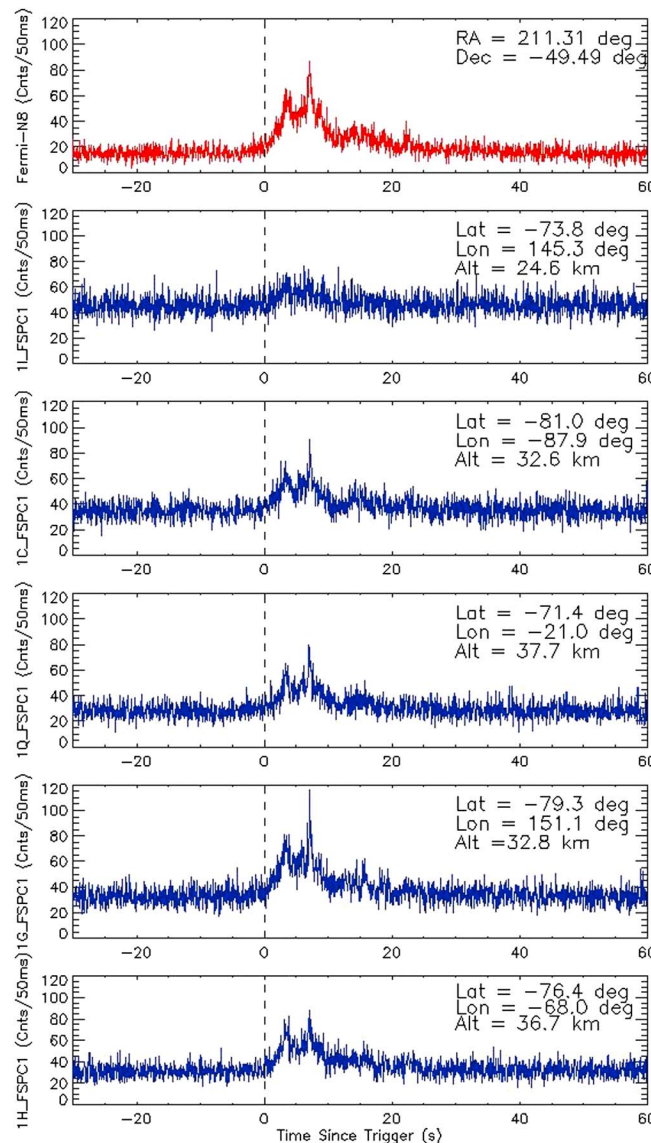 Fermi-N8 (Cnts/50ms)
120
100
80
60
40
20
0
RA = 211.31 deg
Dec = -49.49 deg
-20 0 20 40 60
1I_FSPC1 (Cnts/50ms)
120
100
80
60
40
20
0
Lat = -73.8 deg
Lon = 145.3 deg
Alt = 24.6 km
-20 0 20 40 60
1C_FSPC1 (Cnts/50ms)
120
100
80
60
40
20
0
Lat = -81.0 deg
Lon = -87.9 deg
Alt = 32.6 km
-20 0 20 40 60
1Q_FSPC1 (Cnts/50ms)
120
100
80
60
40
20
0
Lat = -71.4 deg
Lon = -21.0 deg
Alt = 37.7 km
-20 0 20 40 60
1G_FSPC1 (Cnts/50ms)
120
100
80
60
40
20
0
Lat = -79.3 deg
Lon = 151.1 deg
Alt =32.8 km
-20 0 20 40 60
1H_FSPC1 (Cnts/50ms)
120
100
80
60
40
20
0
Lat = -76.4 deg
Lon = -68.0 deg
Alt = 36.7 km
-20 0 20 40 60
Time Since Trigger (s)